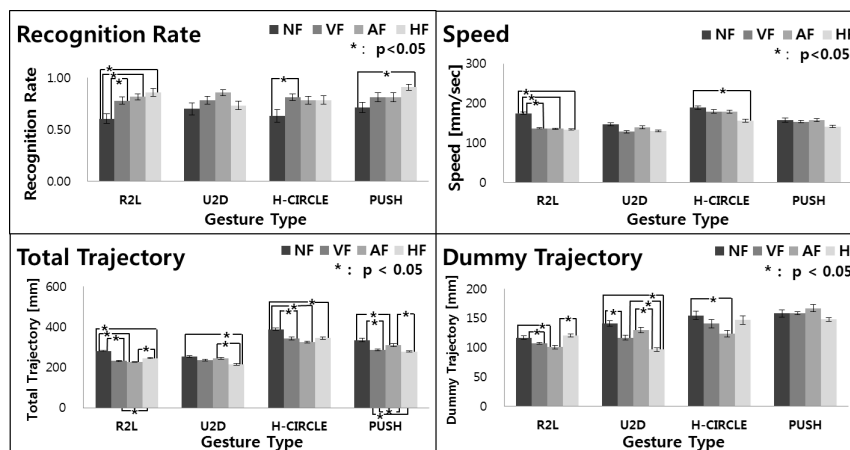 Recognition Rate
NF VF AF HF
* : p<0.05
Recognition Rate
1.00
0.50
0.00
* * *
*
*
R2L U2D H-CIRCLE PUSH
Gesture Type
Speed
NF VF AF HF
* : p<0.05
Speed [mm/sec]
300
200
100
0
* * *
*
R2L U2D H-CIRCLE PUSH
Gesture Type
Total Trajectory
NF VF AF HF
* : p < 0.05
Total Trajectory [mm]
600
400
200
0
* * * * *
* *
* * *
* * * * * *
R2L U2D H-CIRCLE PUSH
Gesture Type
Dummy Trajectory
NF VF AF HF
* : p < 0.05
Dummy Trajectory [mm]
200
150
100
50
0
* * *
* * * *
*
R2L U2D H-CIRCLE PUSH
Gesture Type